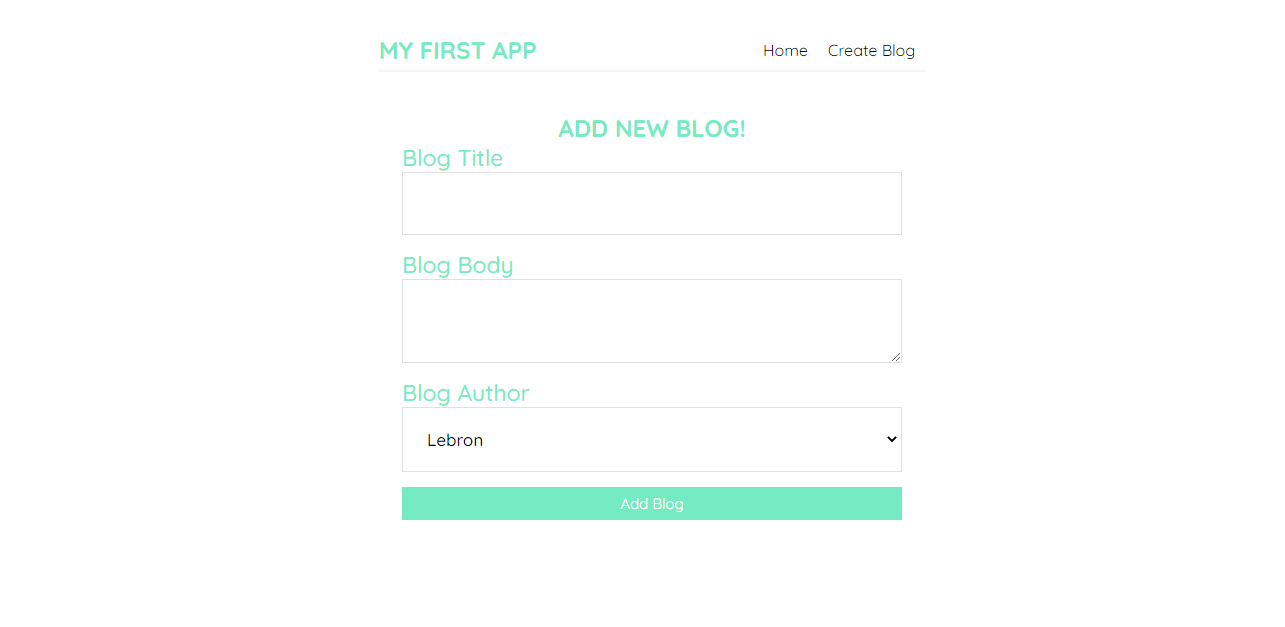 MY FIRST APP Home Create Blog
ADD NEW BLOG!
Blog Title
Blog Body
Blog Author
Lebron
Add Blog